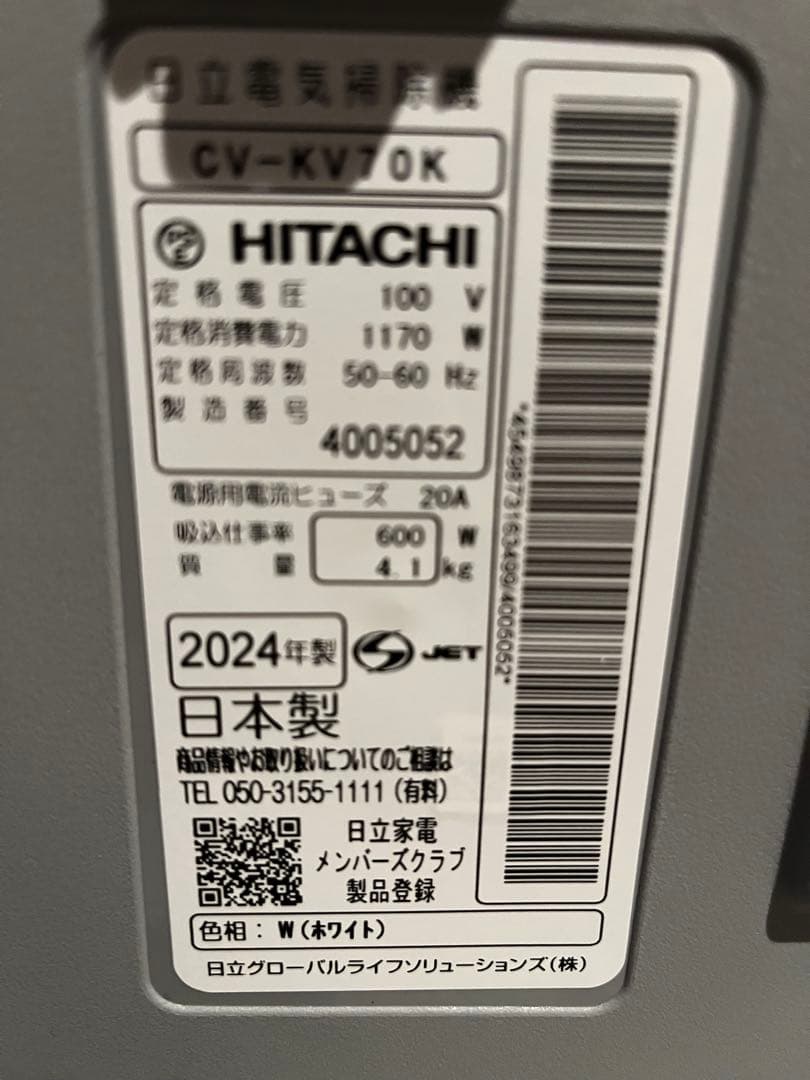 日立電気掃除機
CV-KV70K
PSE HITACHI
定格電圧 100 V
定格消費電力 1170 W
定格周波数 50-60 Hz
製造番号
4005052
電源用電流ヒューズ 20A
吸込仕事率 600 W
質量 4.1 kg
2024年製 JET
日本製
商品情報やお取り扱いについてのご相談は
TEL 050-3155-1111(有料)
日立家電
メンバーズクラブ
製品登録
色相:W(ホワイト)
日立グローバルライフソリューションズ(株)
*4549873163499/4005052*